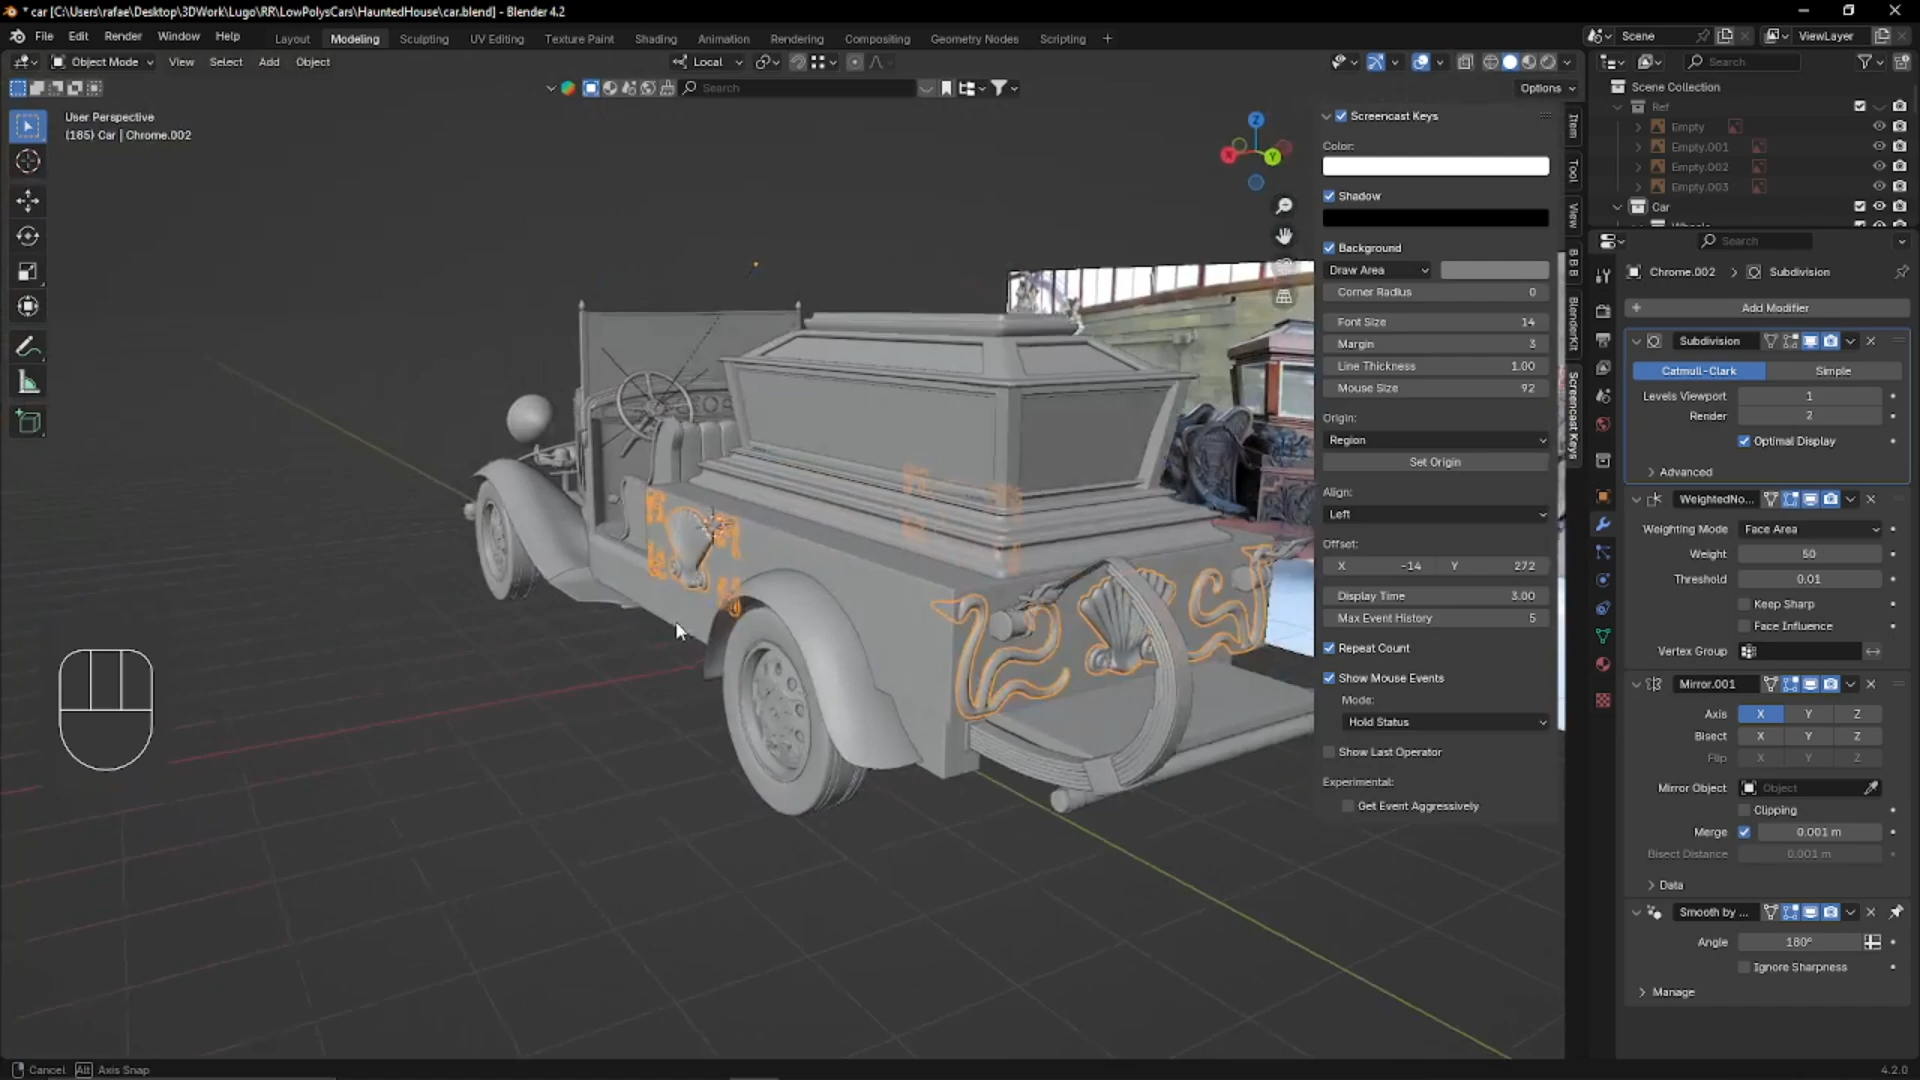 * car [C:\Users\rafae\Desktop\3DWork\Lugo\RR\LowPolysCars\HauntedHouse\car.blend] - Blender 4.2
File Edit Render Window Help Layout Modeling Sculpting UV Editing Texture Paint Shading Animation Rendering Compositing Geometry Nodes Scripting + Scene ViewLayer
Object Mode View Select Add Object Local Search
Search Options Scene Collection
User Perspective
(185) Car | Chrome.002
Screencast Keys
Color:
Shadow
Background
Draw Area
Corner Radius 0
Font Size 14
Margin 3
Line Thickness 1.00
Mouse Size 92
Origin:
Region
Set Origin
Align:
Left
Offset:
X -14 Y 272
Display Time 3.00
Max Event History 5
Repeat Count
Show Mouse Events
Mode:
Hold Status
Show Last Operator
Experimental:
Get Event Aggressively
Item
Tool
View
B B B
BlenderKit
Screencast Keys
Ref
Empty
Empty.001
Empty.002
Empty.003
Car
Search
Chrome.002 > Subdivision
+ Add Modifier
Subdivision
Catmull-Clark Simple
Levels Viewport 1
Render 2
Optimal Display
Advanced
WeightedNo...
Weighting Mode Face Area
Weight 50
Threshold 0.01
Keep Sharp
Face Influence
Vertex Group
Mirror.001
Axis X Y Z
Bisect X Y Z
Flip X Y Z
Mirror Object Object
Clipping
Merge 0.001 m
Bisect Distance 0.001 m
Data
Smooth by ...
Angle 180°
Ignore Sharpness
Manage
Cancel Alt Axis Snap 4.2.0